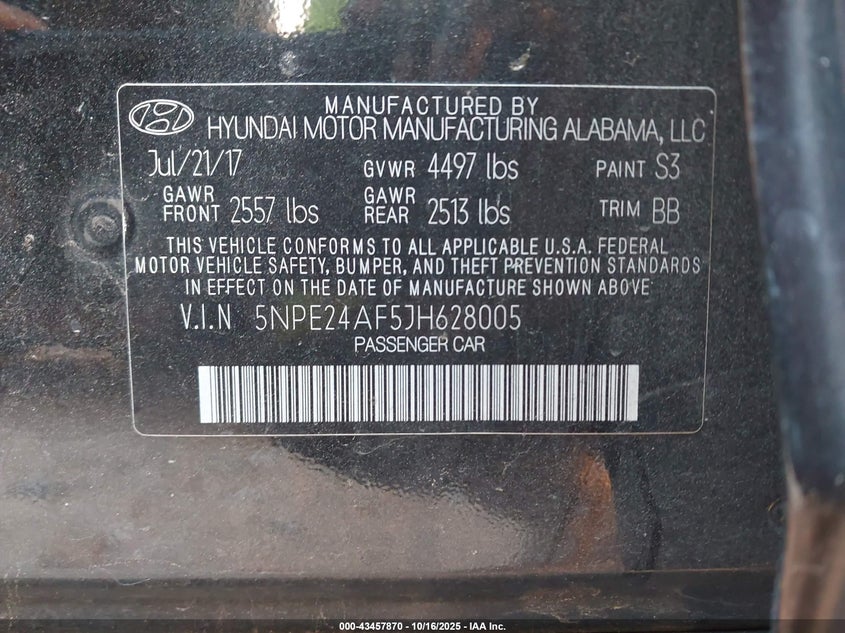 MANUFACTURED BY
HYUNDAI MOTOR MANUFACTURING ALABAMA, LLC
Jul/21/17 GVWR 4497 lbs PAINT S3
GAWR FRONT 2557 lbs GAWR REAR 2513 lbs TRIM BB
THIS VEHICLE CONFORMS TO ALL APPLICABLE U.S.A. FEDERAL
MOTOR VEHICLE SAFETY, BUMPER, AND THEFT PREVENTION STANDARDS
IN EFFECT ON THE DATE OF MANUFACTURE SHOWN ABOVE
V.I.N 5NPE24AF5JH628005
PASSENGER CAR
000-43457870 - 10/16/2025 - IAA Inc.